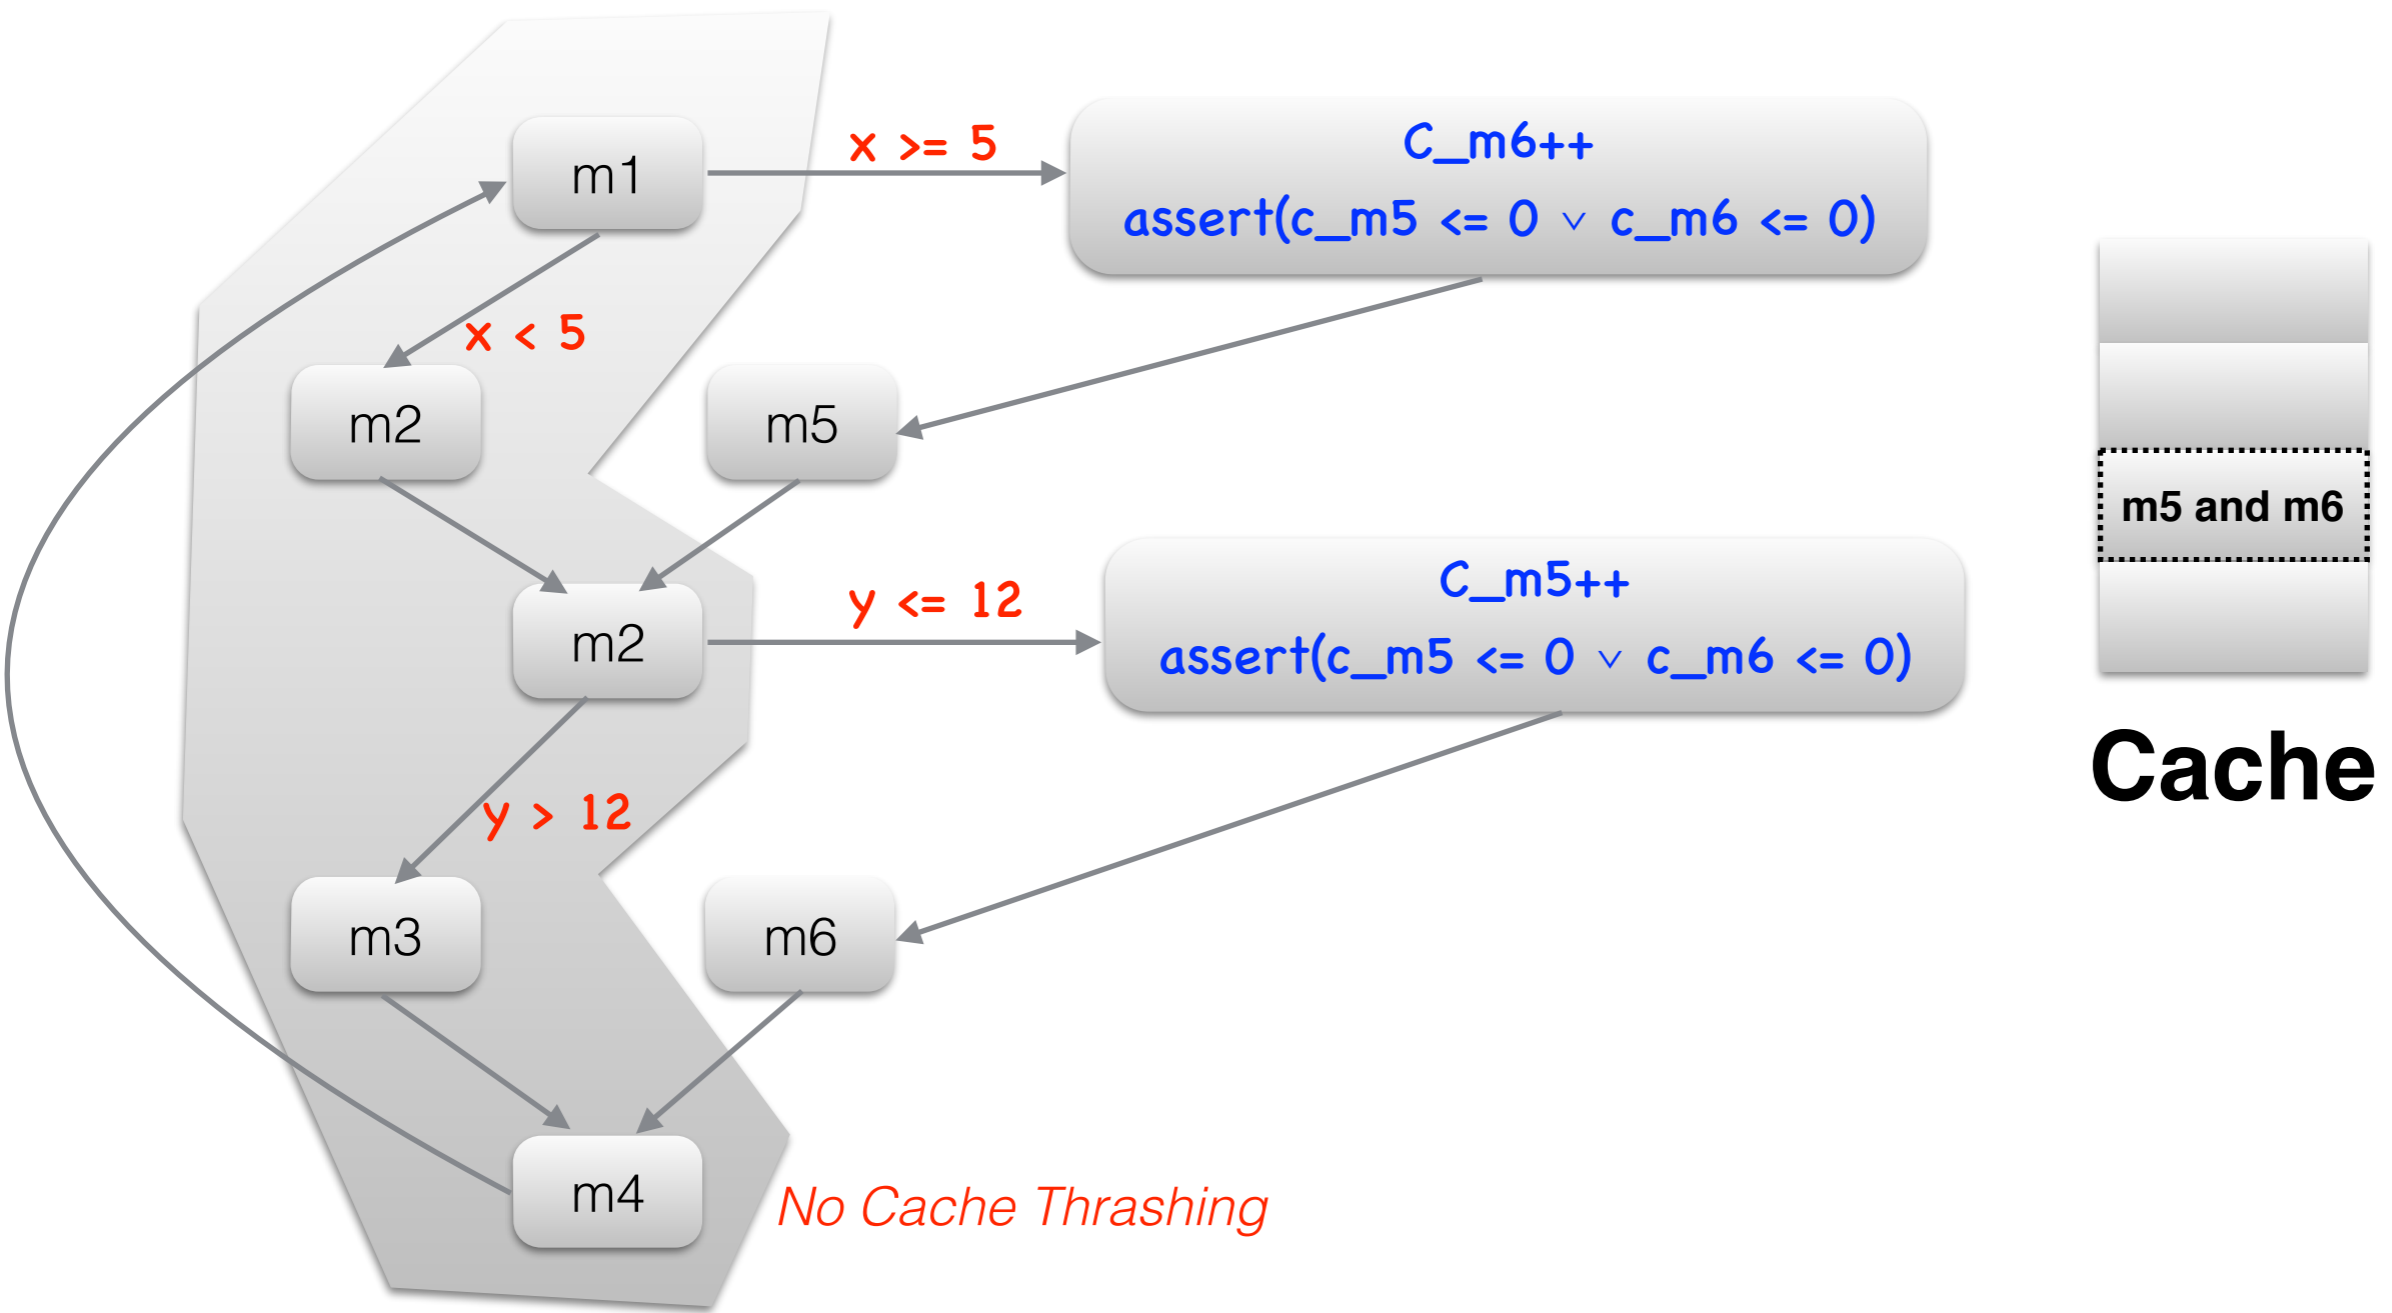 m1
x >= 5
C_m6++
assert(c_m5 <= 0 ∨ c_m6 <= 0)
x < 5
m2
m5
m5 and m6
m2
y <= 12
C_m5++
assert(c_m5 <= 0 ∨ c_m6 <= 0)
Cache
y > 12
m3
m6
m4
No Cache Thrashing